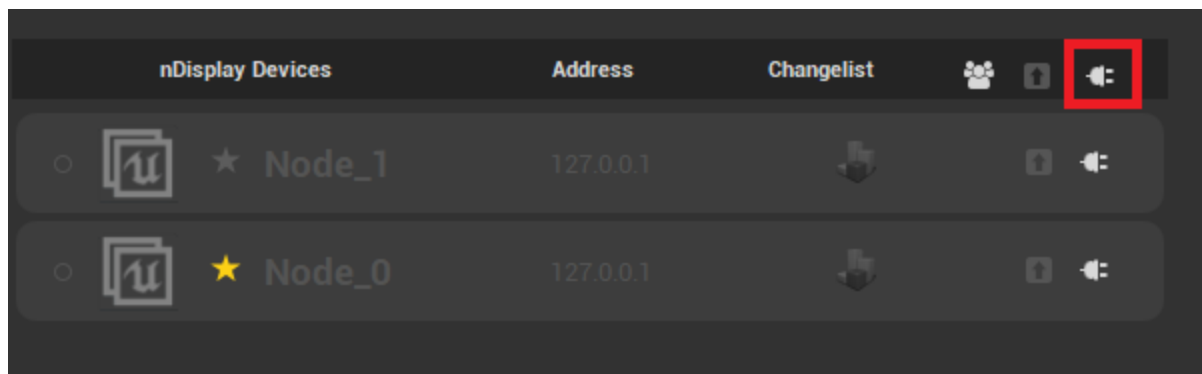 nDisplay Devices Address Changelist
Node_1 127.0.0.1
Node_0 127.0.0.1